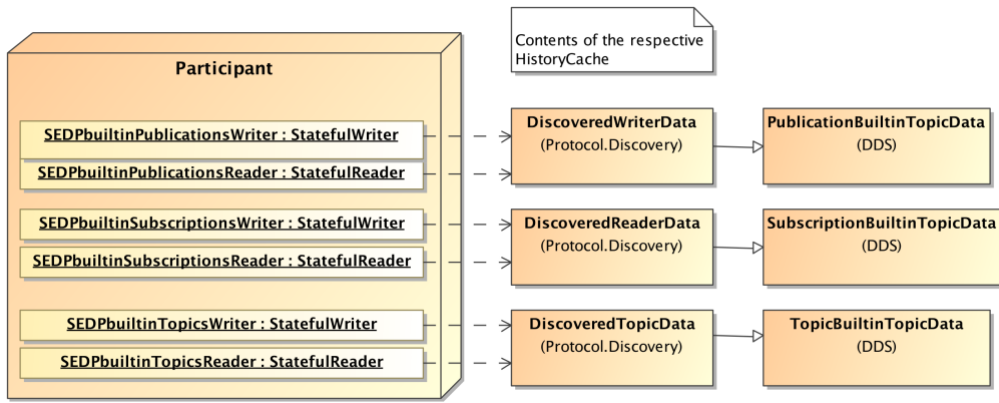 Contents of the respective
HistoryCache
Participant
SEDPbuiltinPublicationsWriter : StatefulWriter
SEDPbuiltinPublicationsReader : StatefulReader
SEDPbuiltinSubscriptionsWriter : StatefulWriter
SEDPbuiltinSubscriptionsReader : StatefulReader
SEDPbuiltinTopicsWriter : StatefulWriter
SEDPbuiltinTopicsReader : StatefulReader
DiscoveredWriterData
(Protocol.Discovery)
PublicationBuiltinTopicData
(DDS)
DiscoveredReaderData
(Protocol.Discovery)
SubscriptionBuiltinTopicData
(DDS)
DiscoveredTopicData
(Protocol.Discovery)
TopicBuiltinTopicData
(DDS)